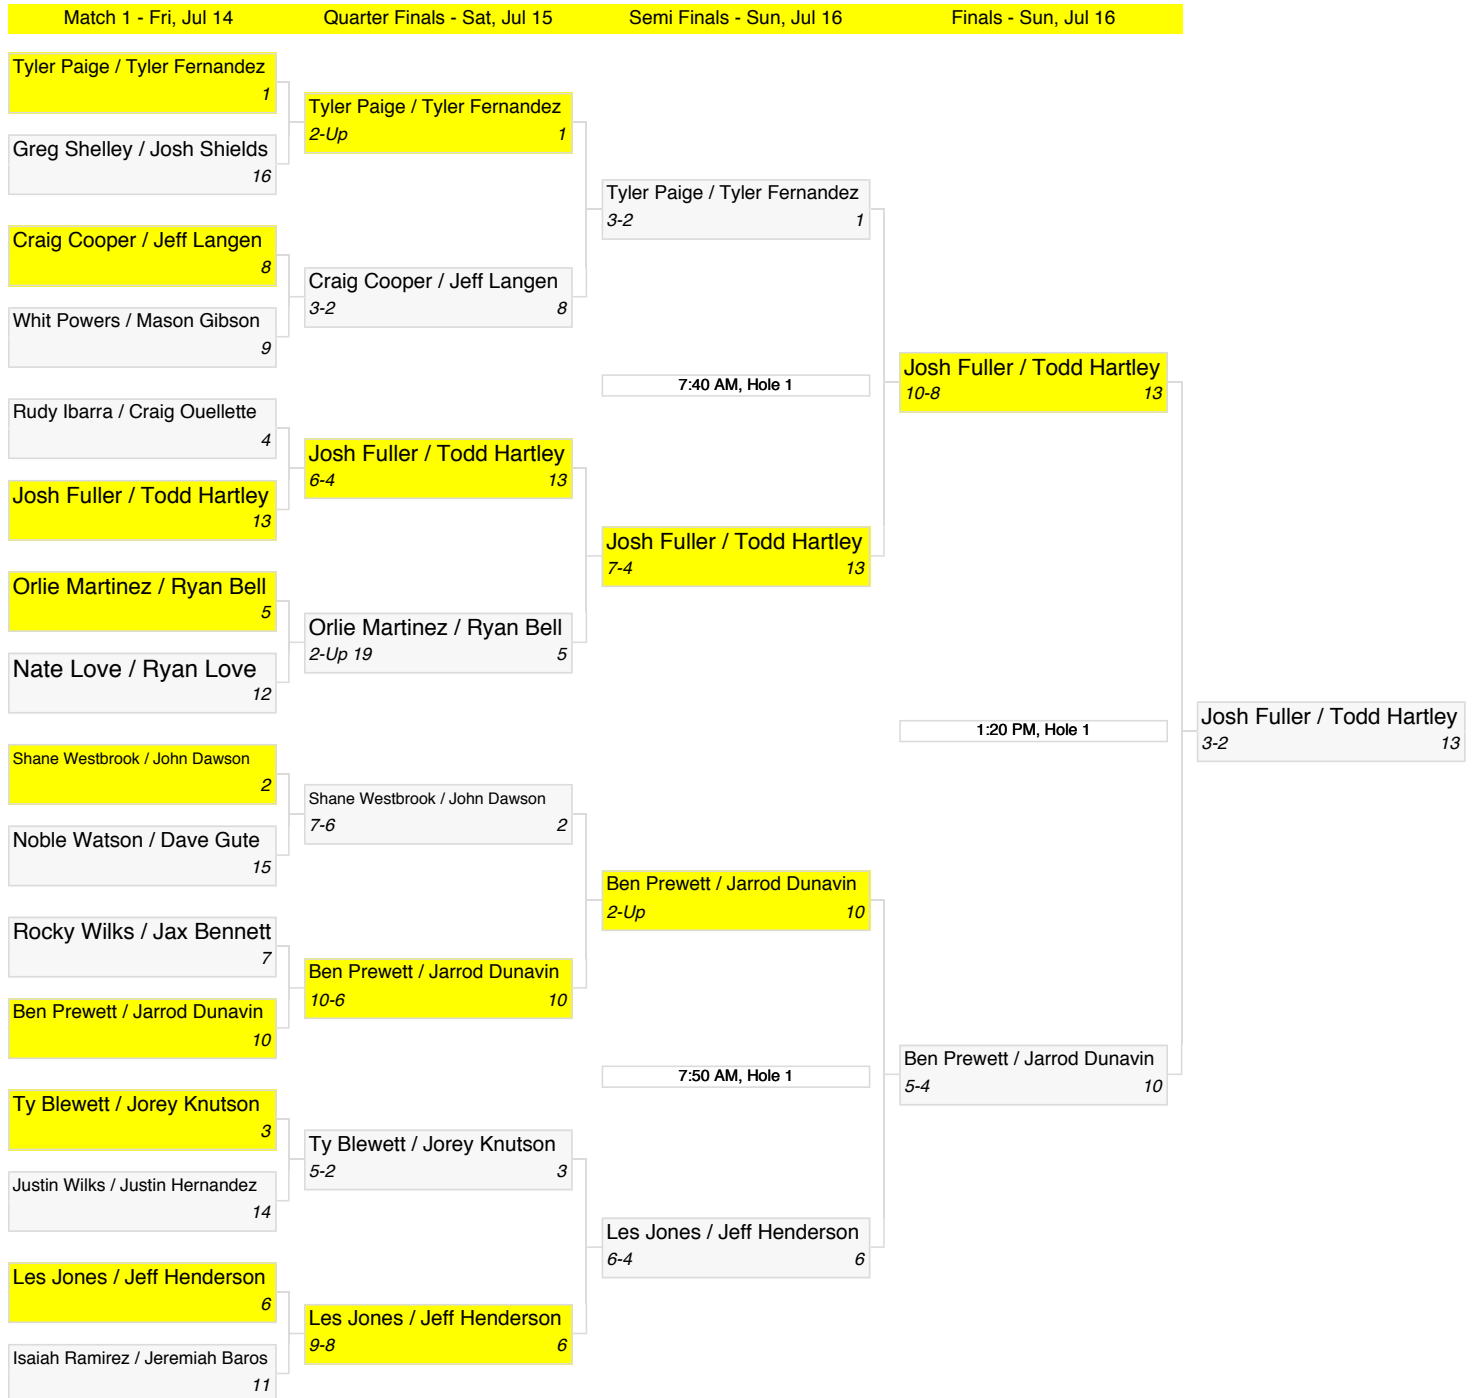 Match 1 - Fri, Jul 14
Quarter Finals - Sat, Jul 15
Semi Finals - Sun, Jul 16
Finals - Sun, Jul 16
Tyler Paige / Tyler Fernandez
1
Greg Shelley / Josh Shields
16
Craig Cooper / Jeff Langen
8
Whit Powers / Mason Gibson
9
Rudy Ibarra / Craig Ouellette
4
Josh Fuller / Todd Hartley
13
Orlie Martinez / Ryan Bell
5
Nate Love / Ryan Love
12
Shane Westbrook / John Dawson
2
Noble Watson / Dave Gute
15
Rocky Wilks / Jax Bennett
7
Ben Prewett / Jarrod Dunavin
10
Ty Blewett / Jorey Knutson
3
Justin Wilks / Justin Hernandez
14
Les Jones / Jeff Henderson
6
Isaiah Ramirez / Jeremiah Baros
11
Tyler Paige / Tyler Fernandez
2-Up 1
Craig Cooper / Jeff Langen
3-2 8
Josh Fuller / Todd Hartley
6-4 13
Orlie Martinez / Ryan Bell
2-Up 19 5
Shane Westbrook / John Dawson
7-6 2
Ben Prewett / Jarrod Dunavin
10-6 10
Ty Blewett / Jorey Knutson
5-2 3
Les Jones / Jeff Henderson
9-8 6
Tyler Paige / Tyler Fernandez
3-2 1
7:40 AM, Hole 1
Josh Fuller / Todd Hartley
7-4 13
Ben Prewett / Jarrod Dunavin
2-Up 10
7:50 AM, Hole 1
Les Jones / Jeff Henderson
6-4 6
Josh Fuller / Todd Hartley
10-8 13
1:20 PM, Hole 1
Ben Prewett / Jarrod Dunavin
5-4 10
Josh Fuller / Todd Hartley
3-2 13